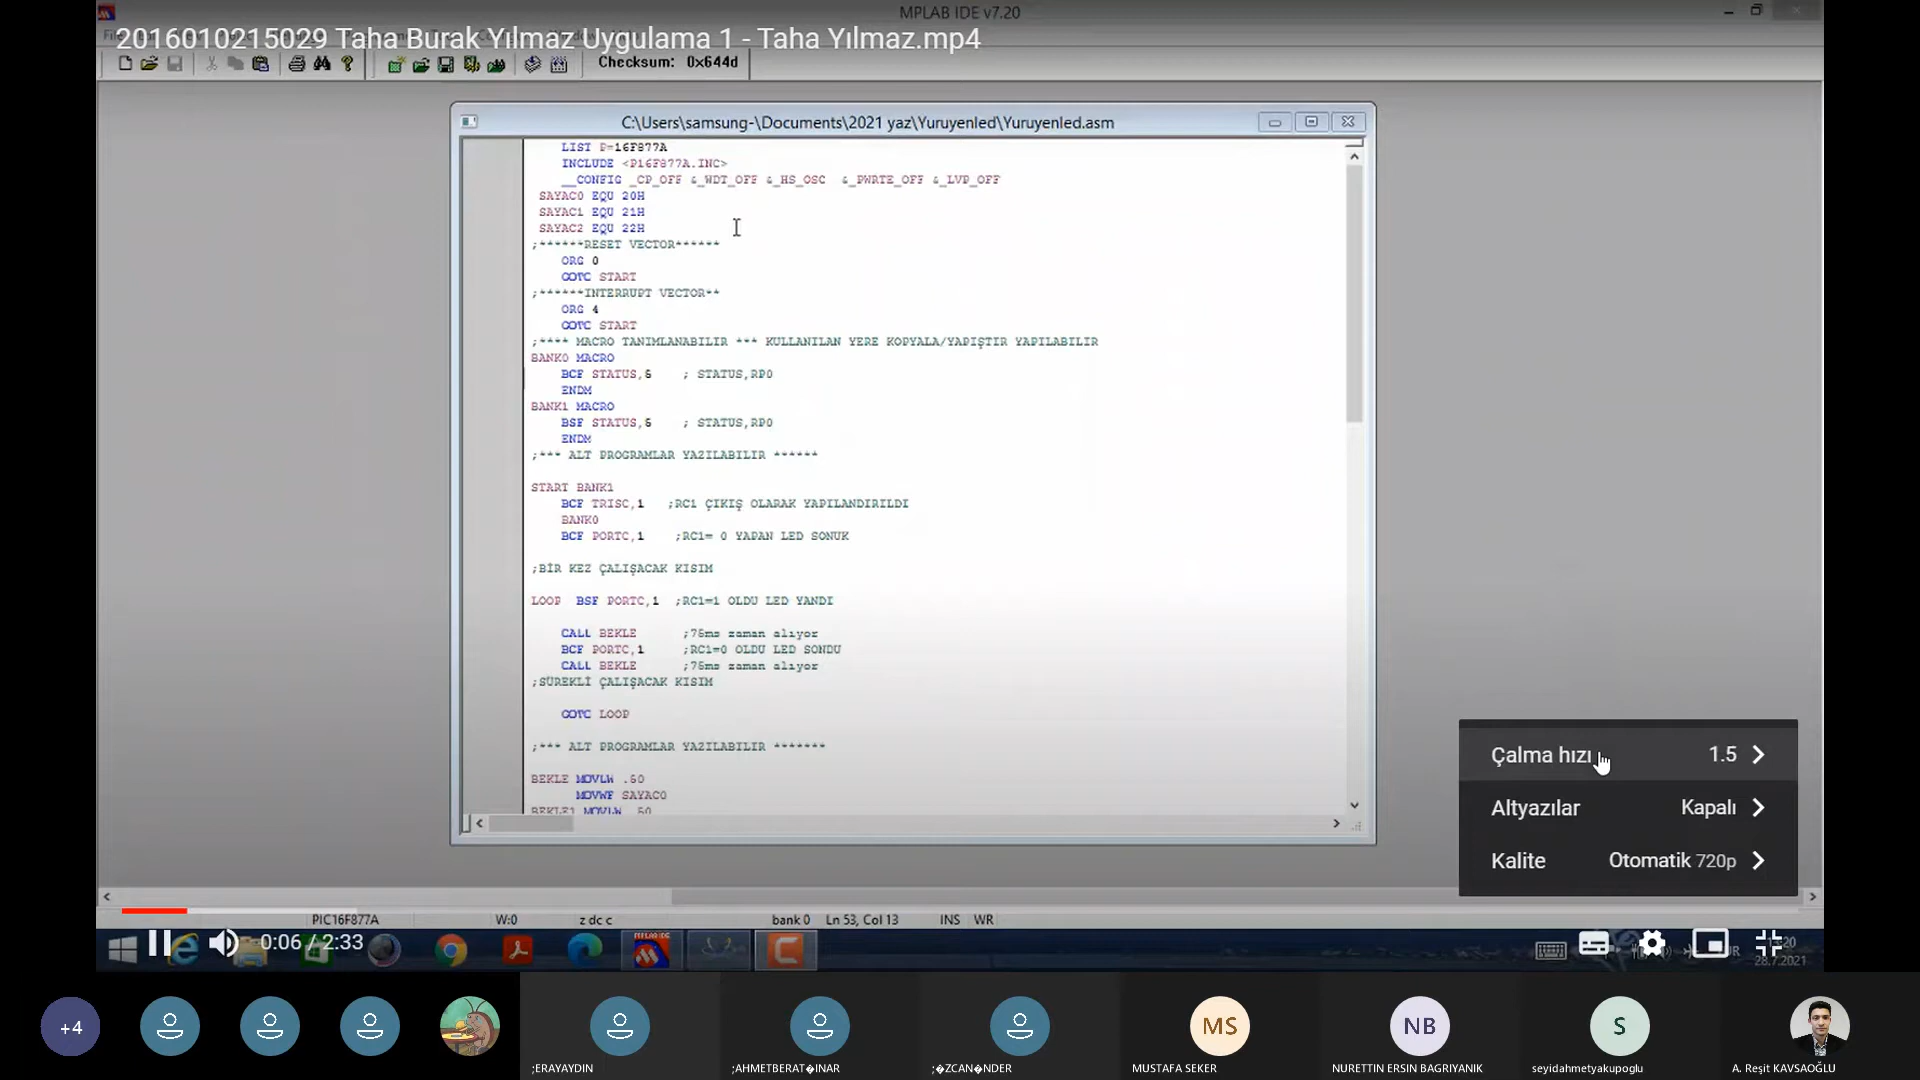 MPLAB IDE v7.20
2016010215029 Taha Burak Yılmaz Uygulama 1 - Taha Yılmaz.mp4
Checksum: 0x644d
C:\Users\samsung-\Documents\2021 yaz\Yuruyenled\Yuruyenled.asm
LIST P=16F877A
INCLUDE <P16F877A.INC>
__CONFIG _CP_OFF &_WDT_OFF &_HS_OSC &_PWRTE_OFF &_LVP_OFF
SAYAC0 EQU 20H
SAYAC1 EQU 21H
SAYAC2 EQU 22H
;******RESET VECTOR******
ORG 0
GOTO START
;******INTERRUPT VECTOR**
ORG 4
GOTO START
;**** MACRO TANIMLANABILIR *** KULLANILAN YERE KOPYALA/YAPIŞTIR YAPILABILIR
BANK0 MACRO
BCF STATUS,6 ; STATUS,RP0
ENDM
BANK1 MACRO
BSF STATUS,6 ; STATUS,RP0
ENDM
;*** ALT PROGRAMLAR YAZILABILIR ******
START BANK1
BCF TRISC,1 ;RC1 ÇIKIŞ OLARAK YAPILANDIRILDI
BANK0
BCF PORTC,1 ;RC1= 0 YAPAN LED SONUK
;BİR KEZ ÇALIŞACAK KISIM
LOOP BSF PORTC,1 ;RC1=1 OLDU LED YANDI
CALL BEKLE ;75ms zaman alıyor
BCF PORTC,1 ;RC1=0 OLDU LED SONDU
CALL BEKLE ;75ms zaman alıyor
;SÜREKLİ ÇALIŞACAK KISIM
GOTO LOOP
;*** ALT PROGRAMLAR YAZILABILIR *******
BEKLE MOVLW .60
MOVWF SAYAC0
BEKLE1 MOVLW .60
Çalma hızı 1.5
Altyazılar Kapalı
Kalite Otomatik 720p
PIC16F877A W:0 z dc c bank 0 Ln 53, Col 13 INS WR
0:06 / 2:33
28.7.2021
+4
MS
NB
S
;ERAYAYDIN
;AHMETBERAT�INAR
;�ZCAN�NDER
MUSTAFA SEKER
NURETTIN ERSIN BAGRIYANIK
seyidahmetyakupoglu
A. Reşit KAVSAOĞLU